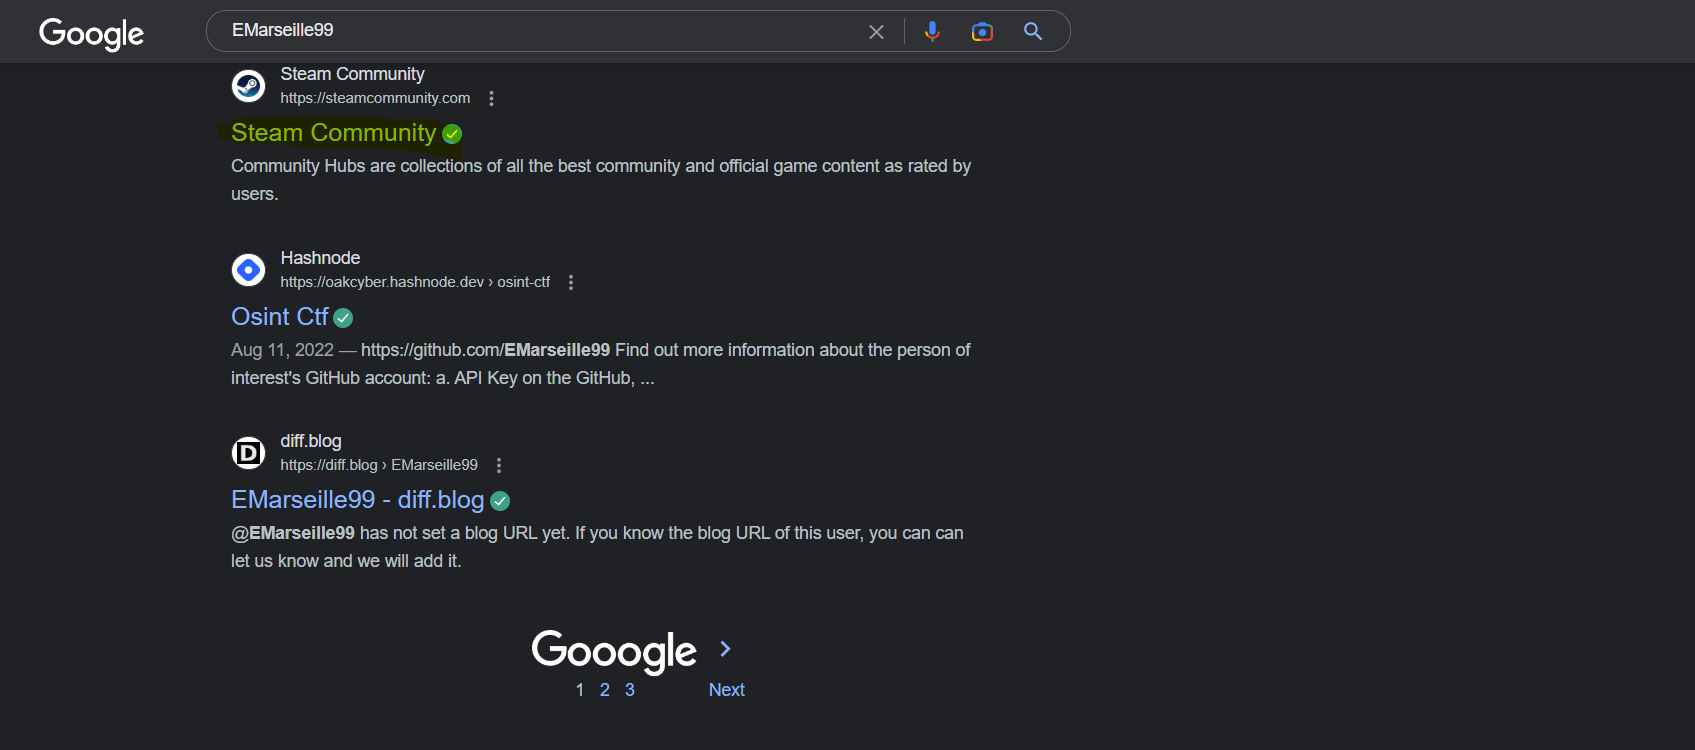 Google
EMarseille99
Steam Community
https://steamcommunity.com
Steam Community
Community Hubs are collections of all the best community and official game content as rated by
users.
Hashnode
https://oakcyber.hashnode.dev › osint-ctf
Osint Ctf
Aug 11, 2022 — https://github.com/EMarseille99 Find out more information about the person of
interest's GitHub account: a. API Key on the GitHub, ...
D
diff.blog
https://diff.blog › EMarseille99
EMarseille99 - diff.blog
@EMarseille99 has not set a blog URL yet. If you know the blog URL of this user, you can can
let us know and we will add it.
Gooogle
1 2 3 Next